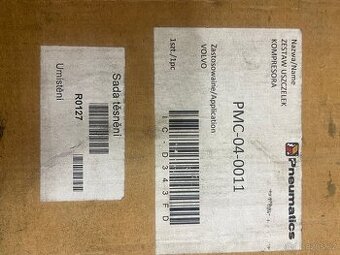 Pneumatics
Nazwa/Name
ZESTAW USZCZELEK
KOMPRESORA
PMC-04-0011
Zastosowanie/Application
VOLVO
1szt./1pc
Sada těsnění
R0127
Umístění